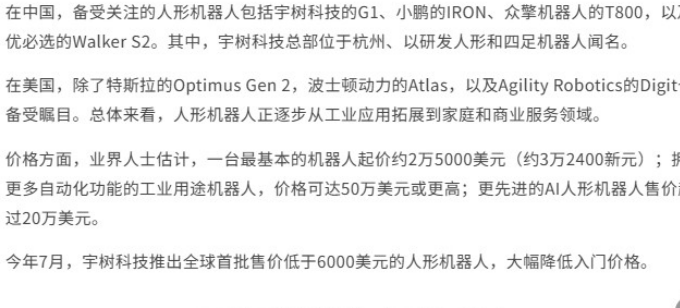 在中国，备受关注的人形机器人包括宇树科技的G1、小鹏的IRON、众擎机器人的T800，以
优必选的Walker S2。其中，宇树科技总部位于杭州、以研发人形和四足机器人闻名。
在美国，除了特斯拉的Optimus Gen 2，波士顿动力的Atlas，以及Agility Robotics的Digit
备受瞩目。总体来看，人形机器人正逐步从工业应用拓展到家庭和商业服务领域。
价格方面，业界人士估计，一台最基本的机器人起价约2万5000美元（约3万2400新元）；
更多自动化功能的工业用途机器人，价格可达50万美元或更高；更先进的AI人形机器人售价
过20万美元。
今年7月，宇树科技推出全球首批售价低于6000美元的人形机器人，大幅降低入门价格。